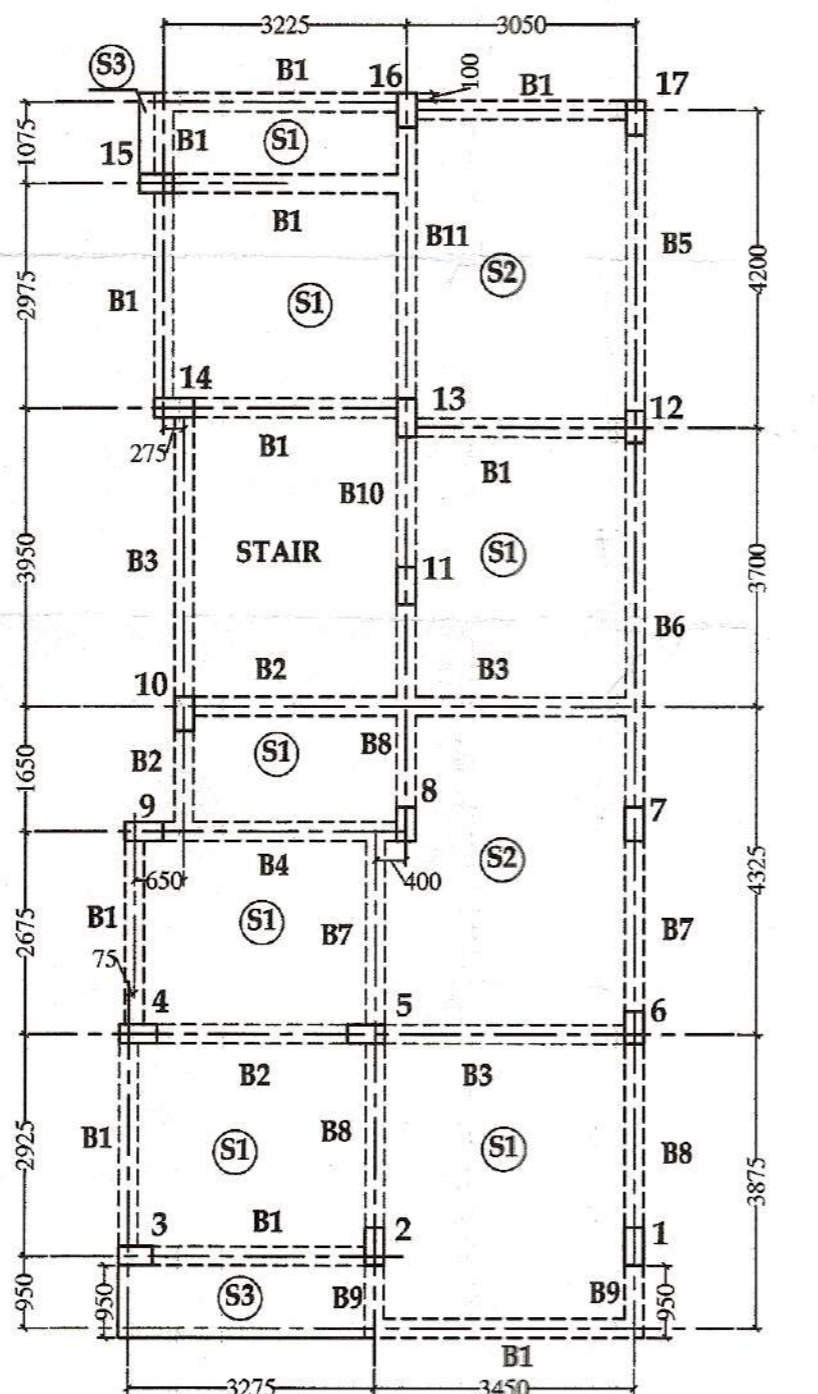 3225 3050
S3 B1 16 100 B1 17
1075 15 B1 S1
B1 B11 B5
2975 B1 S1 S2 4200
14 13 12
275 B1 B1
B10
3950 B3 STAIR 11 S1 3700
B6
10 B2 B3
1650 B2 S1 B8
9 8 7
B4 S2
650 400 4325
2675 B1 S1 B7 B7
75
4 5 6
B2 B3
2925 B1 S1 B8 S1 B8 3875
3 B1 2 1
950 950 S3 B9 B9 950
B1
3275 3450